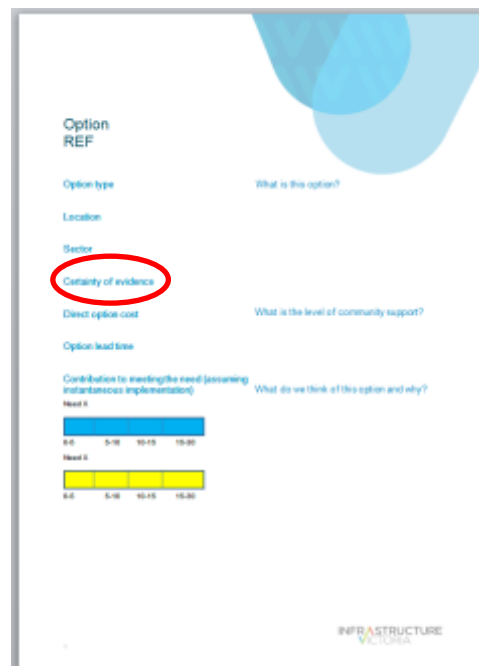 Option
REF
Option type
Location
Sector
Certainty of evidence
Direct option cost
Option lead time
Contribution to meeting the need (assuming
instantaneous implementation)
Need X
0-5 5-10 10-15 15-30
Need X
0-5 5-10 10-15 15-30
What is this option?
What is the level of community support?
What do we think of this option and why?
INFRASTRUCTURE
VICTORIA